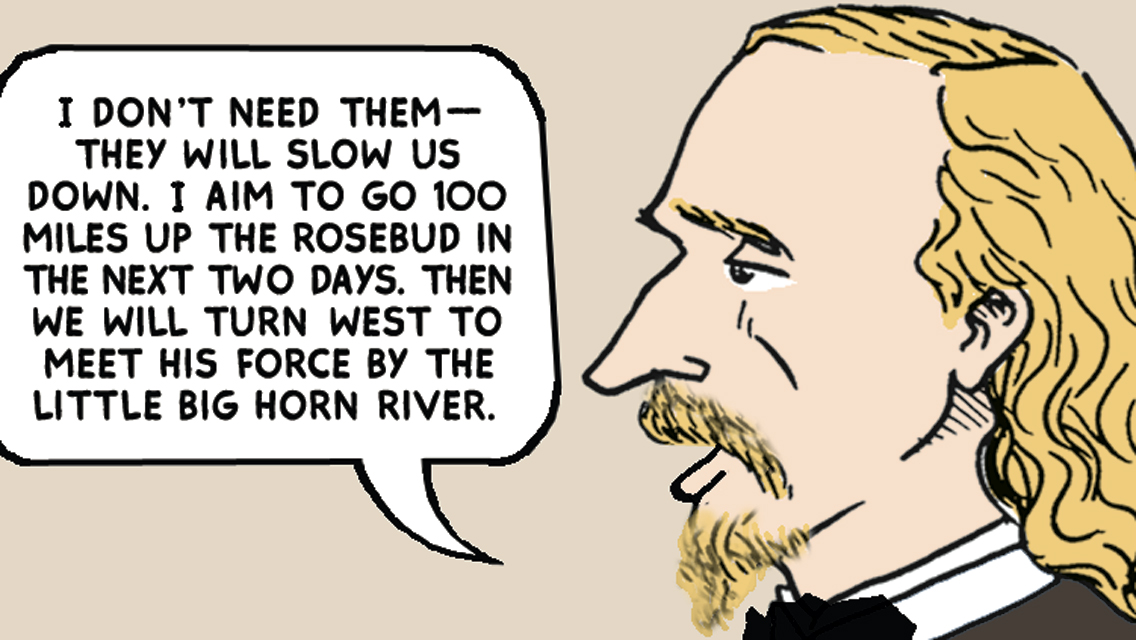 I DON'T NEED THEM—
THEY WILL SLOW US
DOWN. I AIM TO GO 100
MILES UP THE ROSEBUD IN
THE NEXT TWO DAYS. THEN
WE WILL TURN WEST TO
MEET HIS FORCE BY THE
LITTLE BIG HORN RIVER.